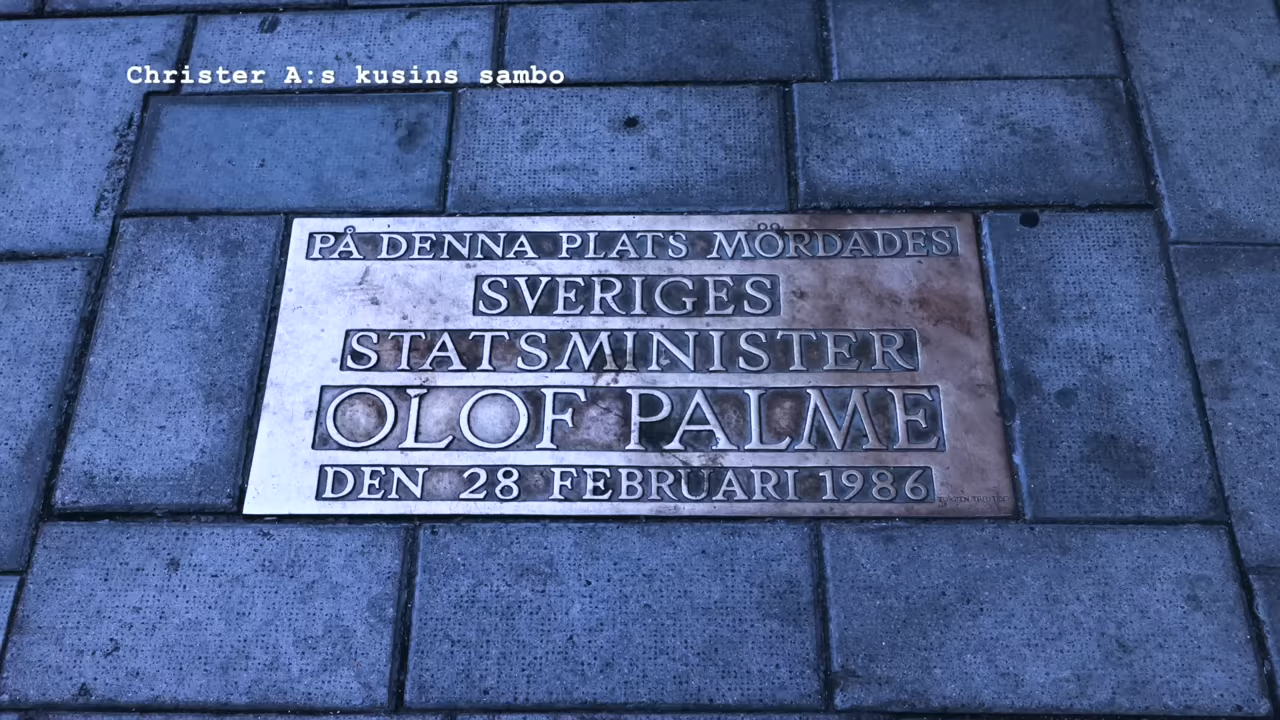 Christer A:s kusins sambo
PÅ DENNA PLATS MÖRDADES
SVERIGES
STATSMINISTER
OLOF PALME
DEN 28 FEBRUARI 1986